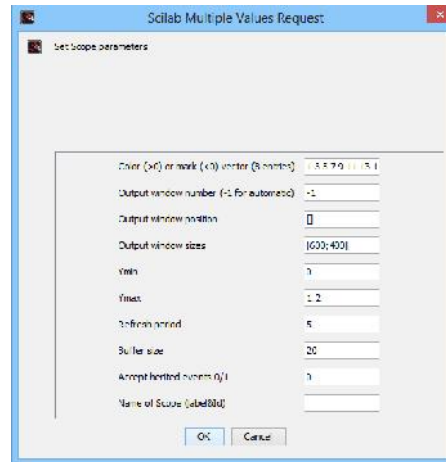 Scilab Multiple Values Request
Set Scope parameters
Color (>0) or mark (<0) vector (8 entries)
Output window number (-1 for automatic) -1
Output window position []
Output window sizes [600;400]
Ymin 0
Ymax
Refresh period 5
Buffer size 20
Accept herited events 0/1 0
Name of Scope (label&Id)
OK Cancel